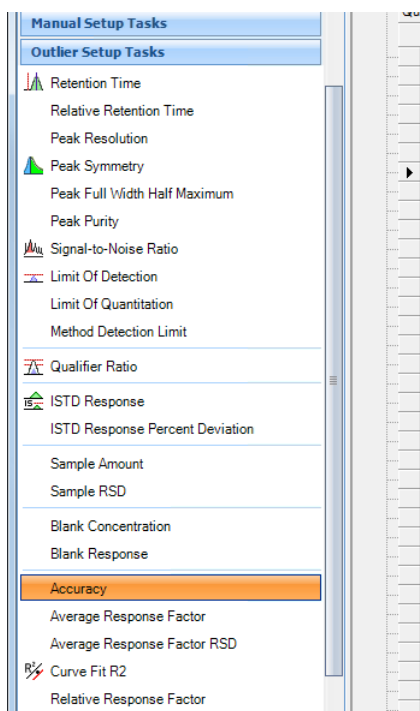 Manual Setup Tasks
Outlier Setup Tasks
Retention Time
Relative Retention Time
Peak Resolution
Peak Symmetry
Peak Full Width Half Maximum
Peak Purity
Signal-to-Noise Ratio
Limit Of Detection
Limit Of Quantitation
Method Detection Limit
Qualifier Ratio
ISTD Response
ISTD Response Percent Deviation
Sample Amount
Sample RSD
Blank Concentration
Blank Response
Accuracy
Average Response Factor
Average Response Factor RSD
Curve Fit R2
Relative Response Factor